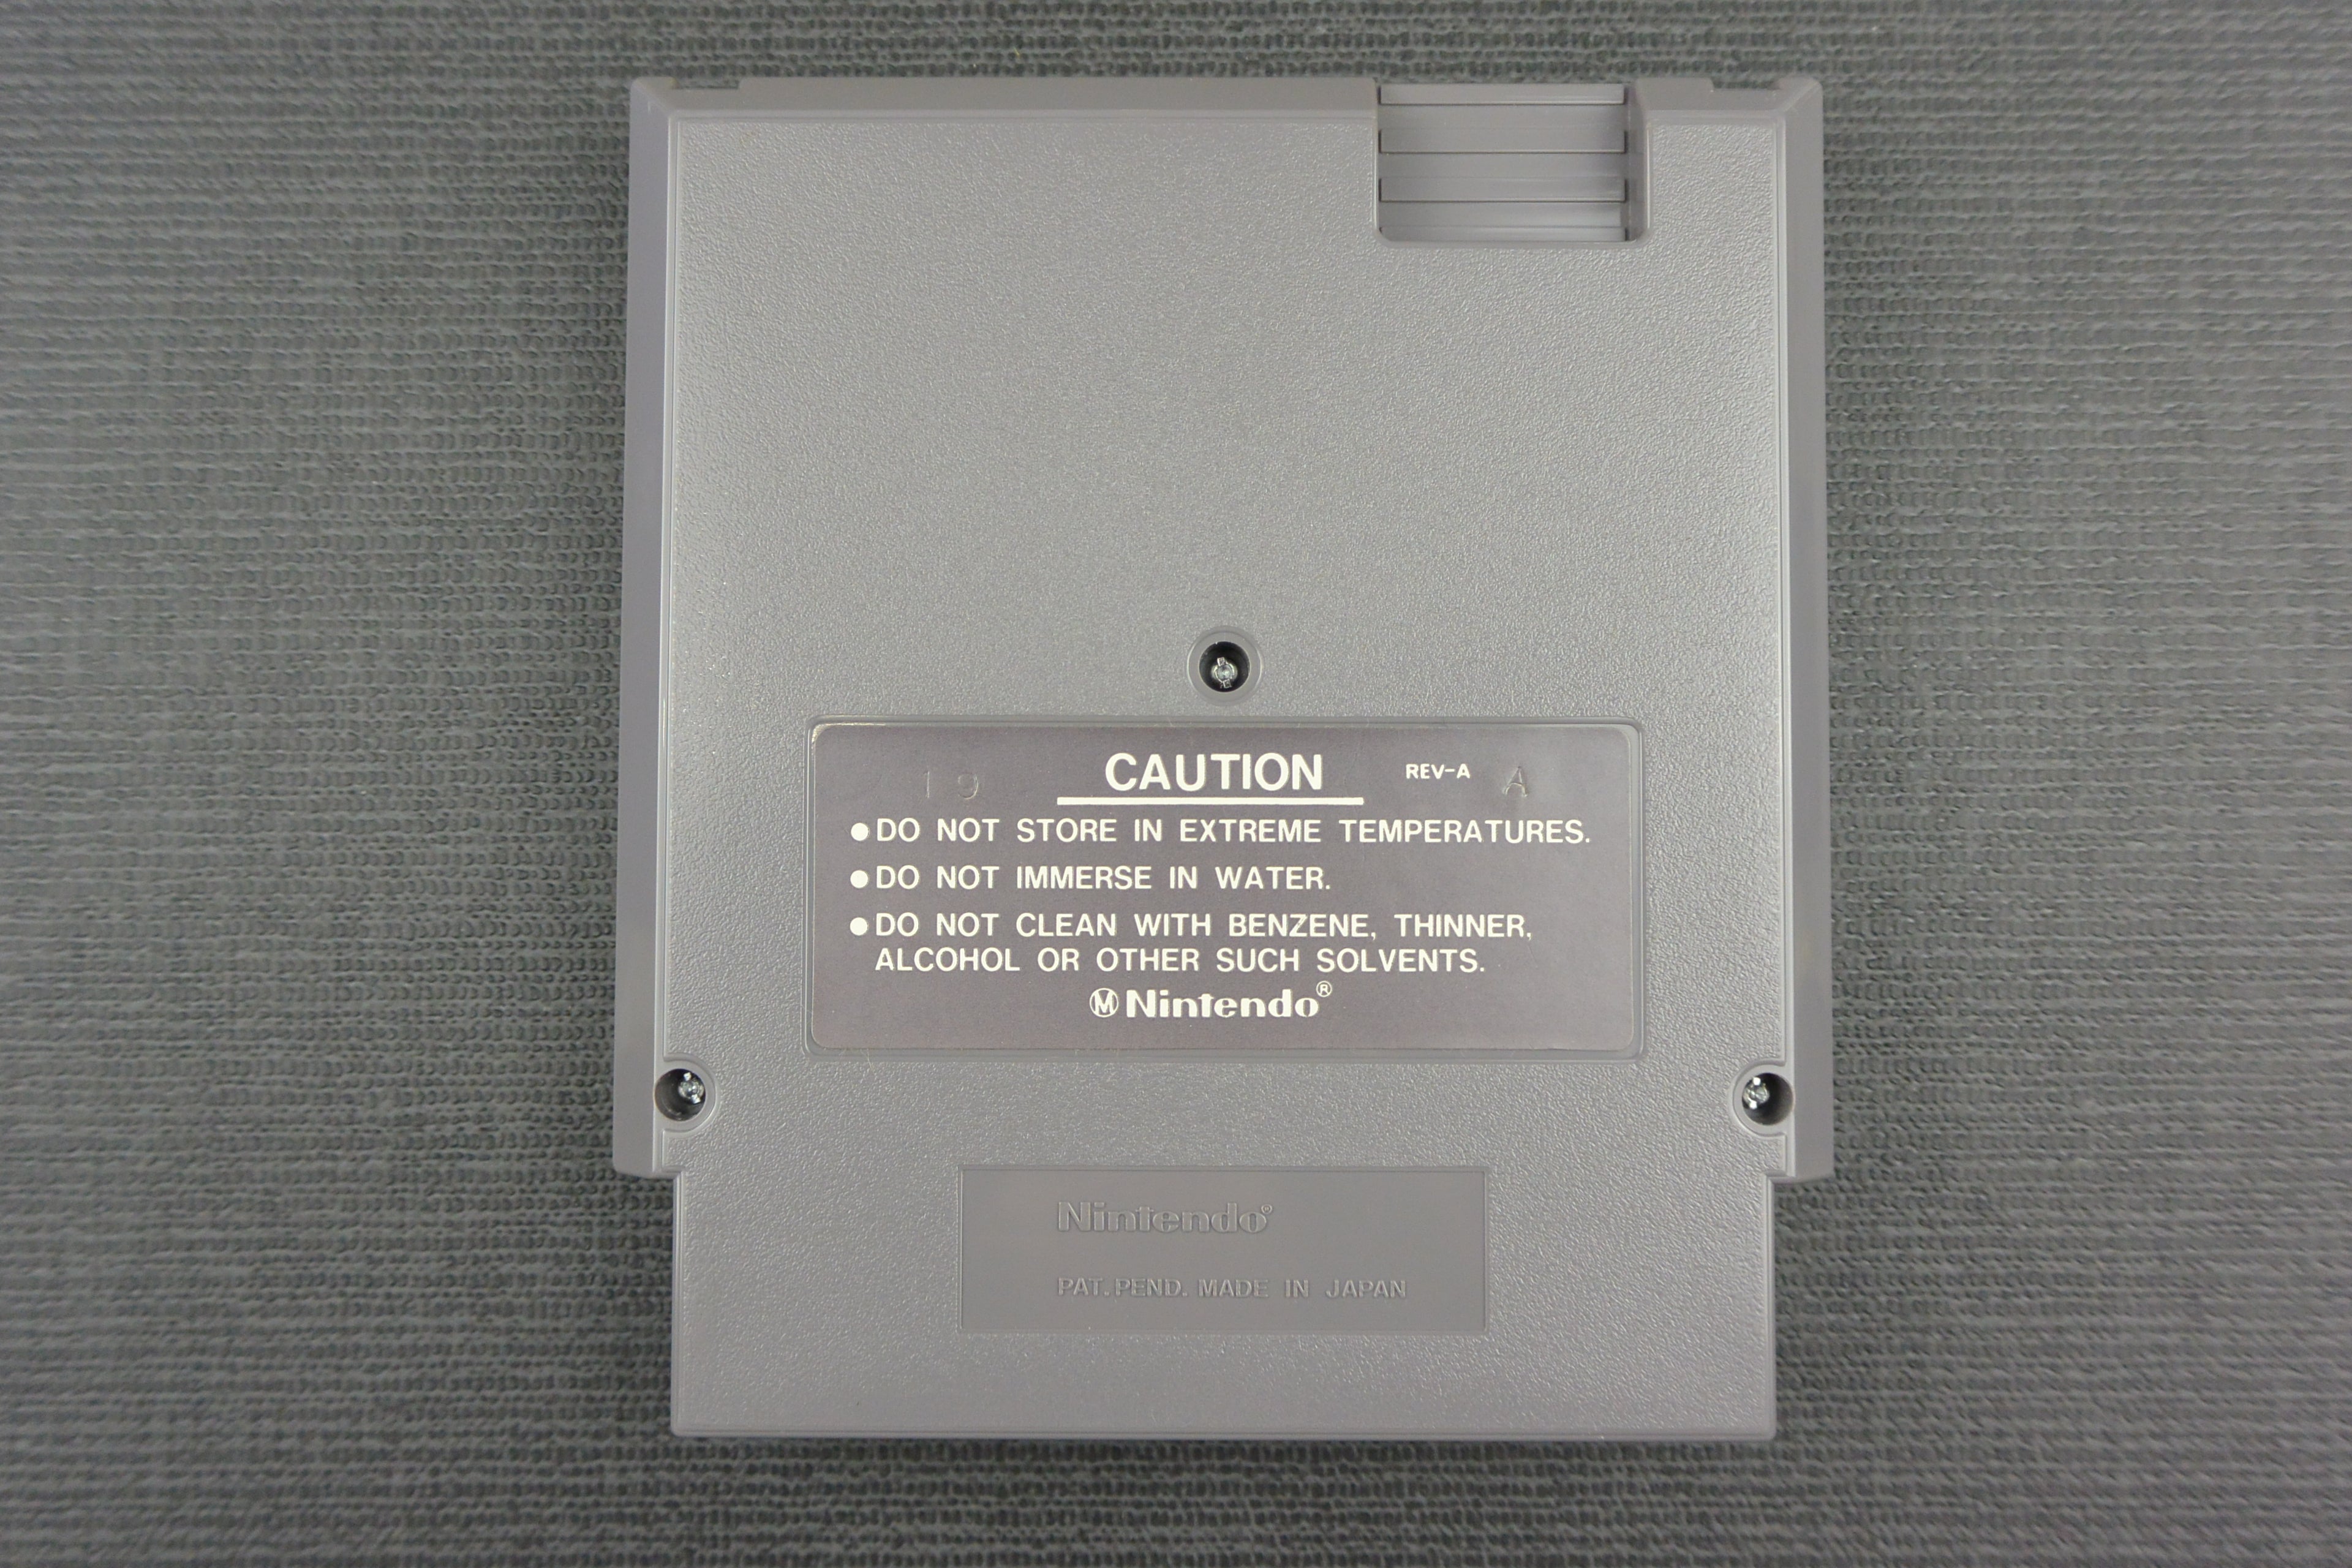 19 CAUTION REV-A A
●DO NOT STORE IN EXTREME TEMPERATURES.
●DO NOT IMMERSE IN WATER.
●DO NOT CLEAN WITH BENZENE, THINNER,
ALCOHOL OR OTHER SUCH SOLVENTS.
Ⓜ Nintendo®
Nintendo®
PAT. PEND. MADE IN JAPAN